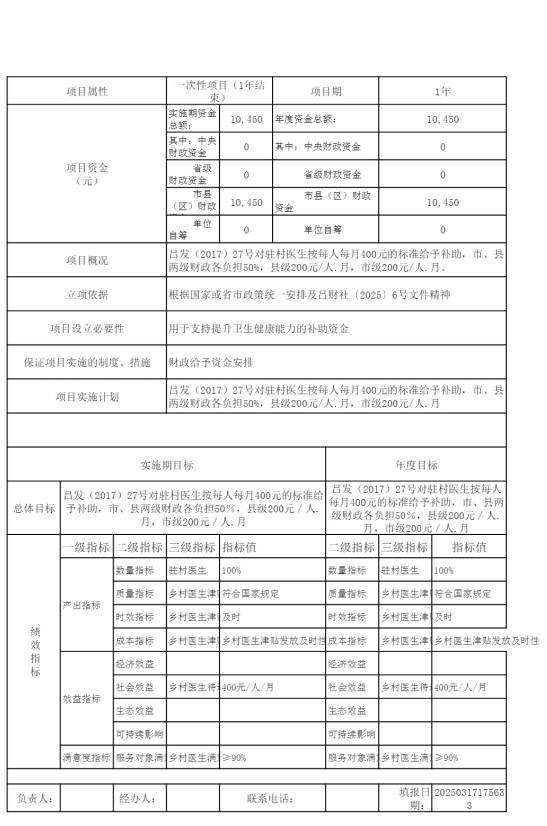 项目属性 一次性项目（1年结束） 项目期 1年
项目资金（元） 实施期资金总额： 10,450 年度资金总额： 10,450
其中：中央财政资金 0 其中：中央财政资金 0
省级财政资金 0 省级财政资金 0
市县（区）财政 10,450 市县（区）财政资金 10,450
单位自筹 0 单位自筹 0
项目概况 吕发（2017）27号对驻村医生按每人每月400元的标准给予补助，市、县
两级财政各负担50%，县级200元/人.月，市级200元/人.月。
立项依据 根据国家或省市政策统一安排及吕财社〔2025〕6号文件精神
项目设立必要性 用于支持提升卫生健康能力的补助资金
保证项目实施的制度、措施 财政给予资金安排
项目实施计划 吕发（2017）27号对驻村医生按每人每月400元的标准给予补助，市、县
两级财政各负担50%，县级200元/人.月，市级200元/人.月
实施期目标 年度目标
总体目标 吕发（2017）27号对驻村医生按每人每月400元的标准给
予补助，市、县两级财政各负担50%，县级200元／人.
月，市级200元／人.月
吕发（2017）27号对驻村医生按每人
每月400元的标准给予补助，市、县两
级财政各负担50%，县级200元／人.
月，市级200元／人.月
绩效指标 一级指标 二级指标 三级指标 指标值 二级指标 三级指标 指标值
产出指标 数量指标 驻村医生 100% 数量指标 驻村医生 100%
质量指标 乡村医生津 符合国家规定 质量指标 乡村医生津 符合国家规定
时效指标 乡村医生津 及时 时效指标 乡村医生津 及时
成本指标 乡村医生津 乡村医生津贴发放及时性 成本指标 乡村医生津 乡村医生津贴发放及时性
效益指标 经济效益 经济效益
社会效益 乡村医生待 400元/人/月 社会效益 乡村医生待 400元/人/月
生态效益 生态效益
可持续影响 可持续影响
满意度指标 服务对象满 乡村医生满 ≥90% 服务对象满 乡村医生满 ≥90%
负责人： 经办人： 联系电话： 填报日期： 20250317175633